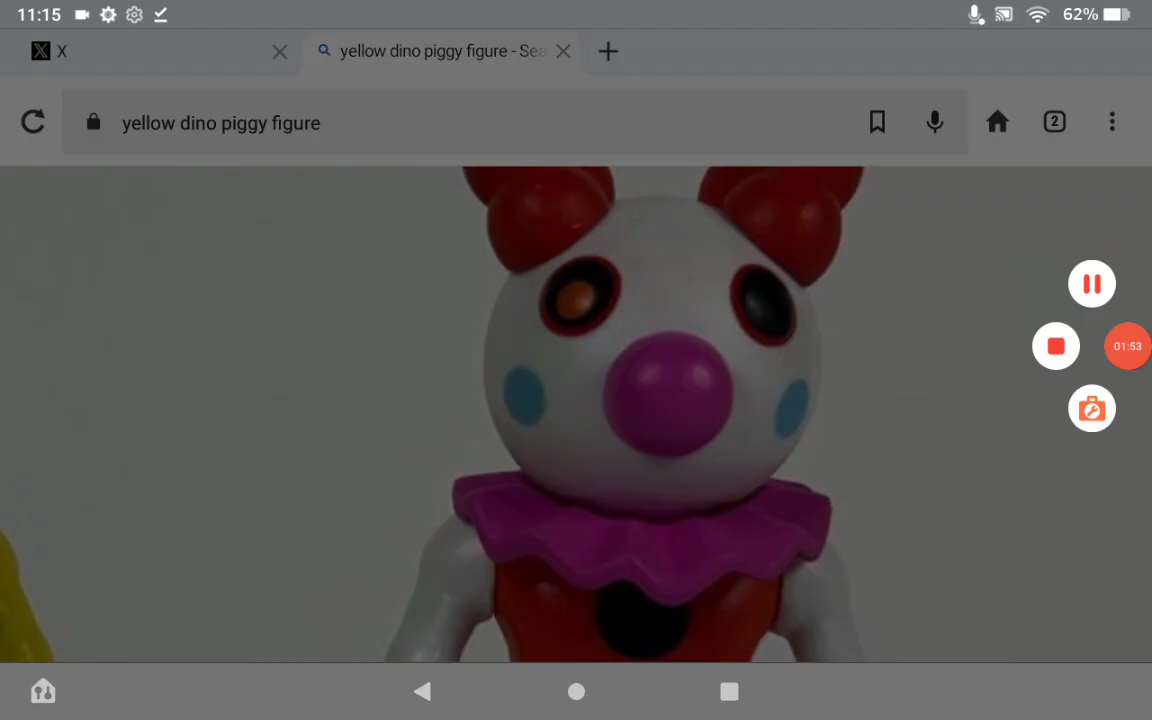 11:15
62%
X
yellow dino piggy figure - Sea
yellow dino piggy figure
2
01:53